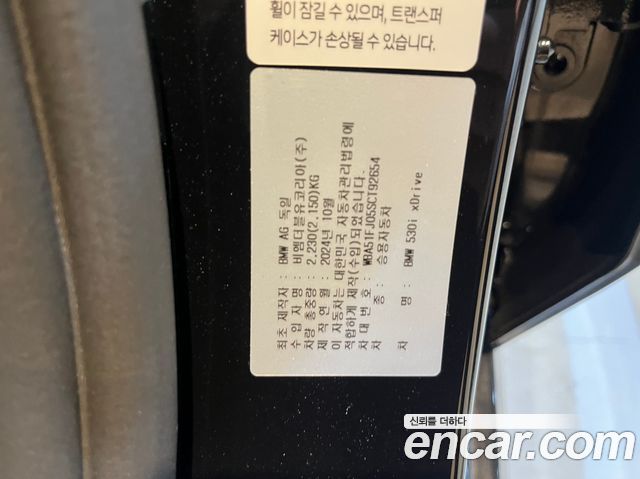 휠이 잠길 수 있으며, 트랜스퍼
케이스가 손상될 수 있습니다.
최초 제작자 : BMW AG 독일
수입 자명 : 비엠더블유코리아(주)
차량 총중량 : 2.230(2.150)KG
제작연월 : 2024년 10월
이 자동차는 대한민국 자동차관리법령에
적합하게 제작(수입)되었습니다.
차대번호 : WBA51FJ05SCT92654
차 종 : 승용자동차
차 명 : BMW 530i xDrive
신뢰를 더하다
encar.com